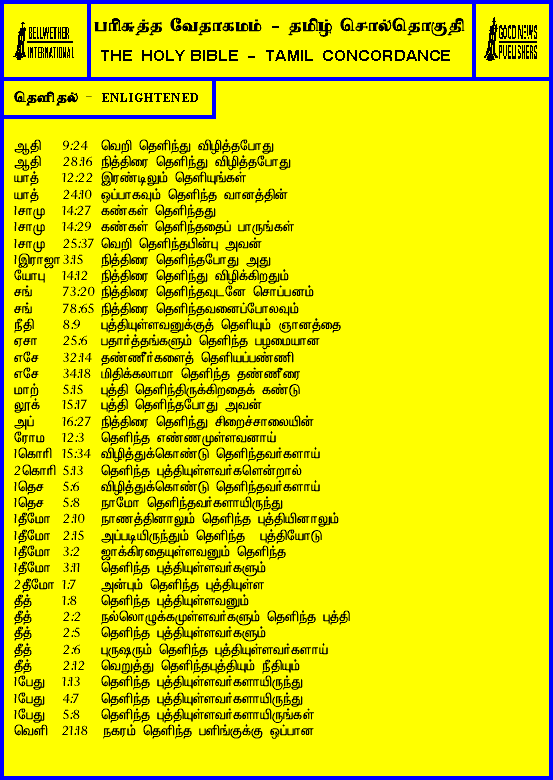 BELLWETHER
INTERNATIONAL
பரிசுத்த வேதாகமம் - தமிழ் சொல்தொகுதி
THE HOLY BIBLE - TAMIL CONCORDANCE
GOOD NEWS
PUBLISHERS
தெளிதல் - ENLIGHTENED
ஆதி 9:24 வெறி தெளிந்து விழித்தபோது
ஆதி 28:16 நித்திரை தெளிந்து விழித்தபோது
யாத் 12:22 இரண்டிலும் தெளியுங்கள்
யாத் 24:10 ஒப்பாகவும் தெளிந்த வானத்தின்
1சாமு 14:27 கண்கள் தெளிந்தது
1சாமு 14:29 கண்கள் தெளிந்ததைப் பாருங்கள்
1சாமு 25:37 வெறி தெளிந்தபின்பு அவன்
1இராஜா 3:15 நித்திரை தெளிந்தபோது அது
யோபு 14:12 நித்திரை தெளிந்து விழிக்கிறதும்
சங் 73:20 நித்திரை தெளிந்தவுடனே சொப்பனம்
சங் 78:65 நித்திரை தெளிந்தவனைப்போலவும்
நீதி 8:9 புத்தியுள்ளவனுக்குத் தெளியும் ஞானத்தை
ஏசா 25:6 பதார்த்தங்களும் தெளிந்த பழமையான
எசே 32:14 தண்ணீர்களைத் தெளியப்பண்ணி
எசே 34:18 மிதிக்கலாமா தெளிந்த தண்ணீரை
மாற் 5:15 புத்தி தெளிந்திருக்கிறதைக் கண்டு
லூக் 15:17 புத்தி தெளிந்தபோது அவன்
அப் 16:27 நித்திரை தெளிந்து சிறைச்சாலையின்
ரோம 12:3 தெளிந்த எண்ணமுள்ளவனாய்
1கொரி 15:34 விழித்துக்கொண்டு தெளிந்தவர்களாய்
2கொரி 5:13 தெளிந்த புத்தியுள்ளவர்களென்றால்
1தெச 5:6 விழித்துக்கொண்டு தெளிந்தவர்களாய்
1தெச 5:8 நாமோ தெளிந்தவர்களாயிருந்து
1தீமோ 2:10 நாணத்தினாலும் தெளிந்த புத்தியினாலும்
1தீமோ 2:15 அப்படியிருந்தும் தெளிந்த புத்தியோடு
1தீமோ 3:2 ஜாக்கிரதையுள்ளவனும் தெளிந்த
1தீமோ 3:11 தெளிந்த புத்தியுள்ளவர்களும்
2தீமோ 1:7 அன்பும் தெளிந்த புத்தியுள்ள
தீத் 1:8 தெளிந்த புத்தியுள்ளவனும்
தீத் 2:2 நல்லொழுக்கமுள்ளவர்களும் தெளிந்த புத்தி
தீத் 2:5 தெளிந்த புத்தியுள்ளவர்களும்
தீத் 2:6 புருஷரும் தெளிந்த புத்தியுள்ளவர்களாய்
தீத் 2:12 வெறுத்து தெளிந்தபுத்தியும் நீதியும்
1பேது 1:13 தெளிந்த புத்தியுள்ளவர்களாயிருந்து
1பேது 4:7 தெளிந்த புத்தியுள்ளவர்களாயிருந்து
1பேது 5:8 தெளிந்த புத்தியுள்ளவர்களாயிருங்கள்
வெளி 21:18 நகரம் தெளிந்த பளிங்குக்கு ஒப்பான